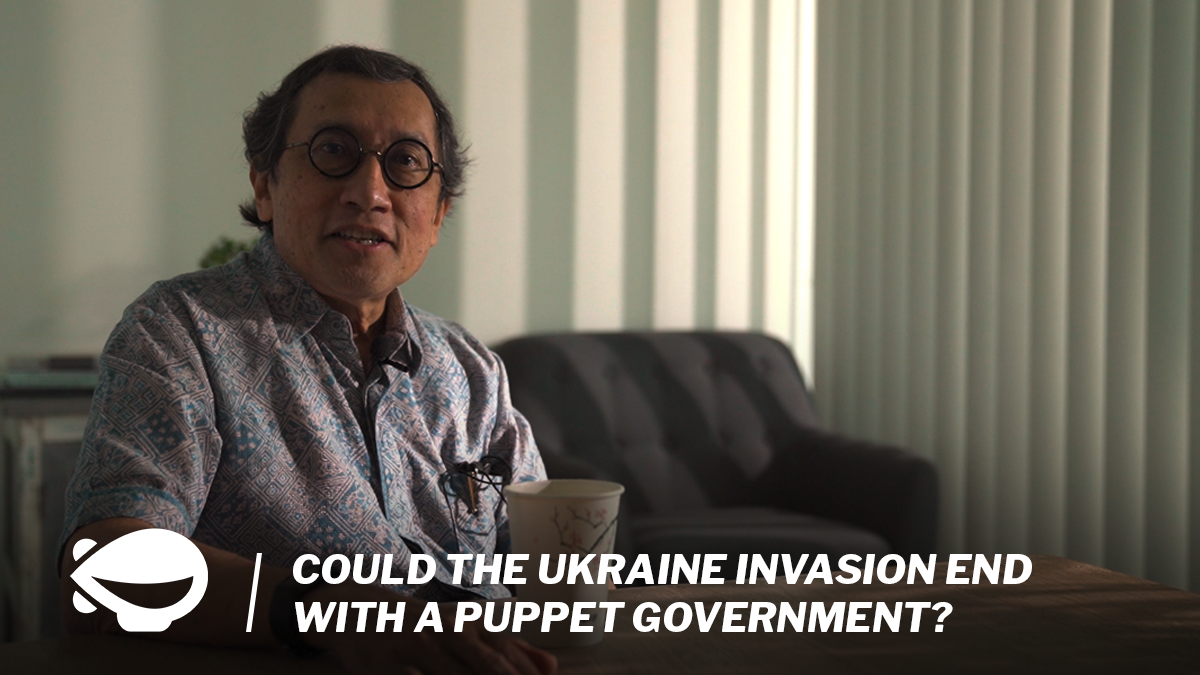 COULD THE UKRAINE INVASION END
WITH A PUPPET GOVERNMENT?